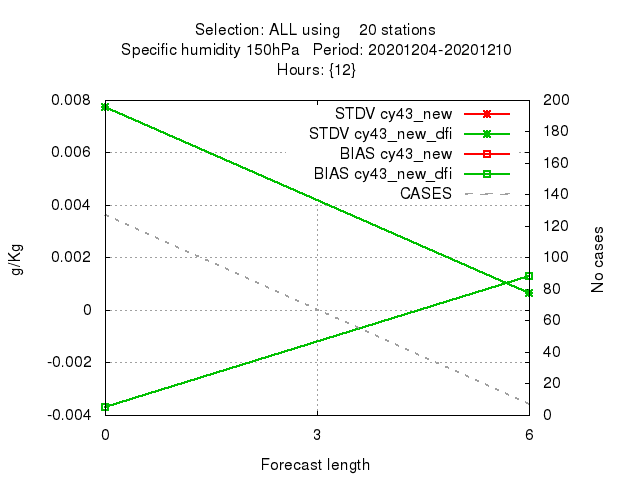 Selection: ALL using    20 stations
Specific humidity 150hPa   Period: 20201204-20201210
Hours: {12}
0.008
0.006
0.004
0.002
0
-0.002
-0.004
g/Kg
STDV cy43_new
STDV cy43_new_dfi
BIAS cy43_new
BIAS cy43_new_dfi
CASES
200
180
160
140
120
100
80
60
40
20
0
No cases
0 3 6
Forecast length